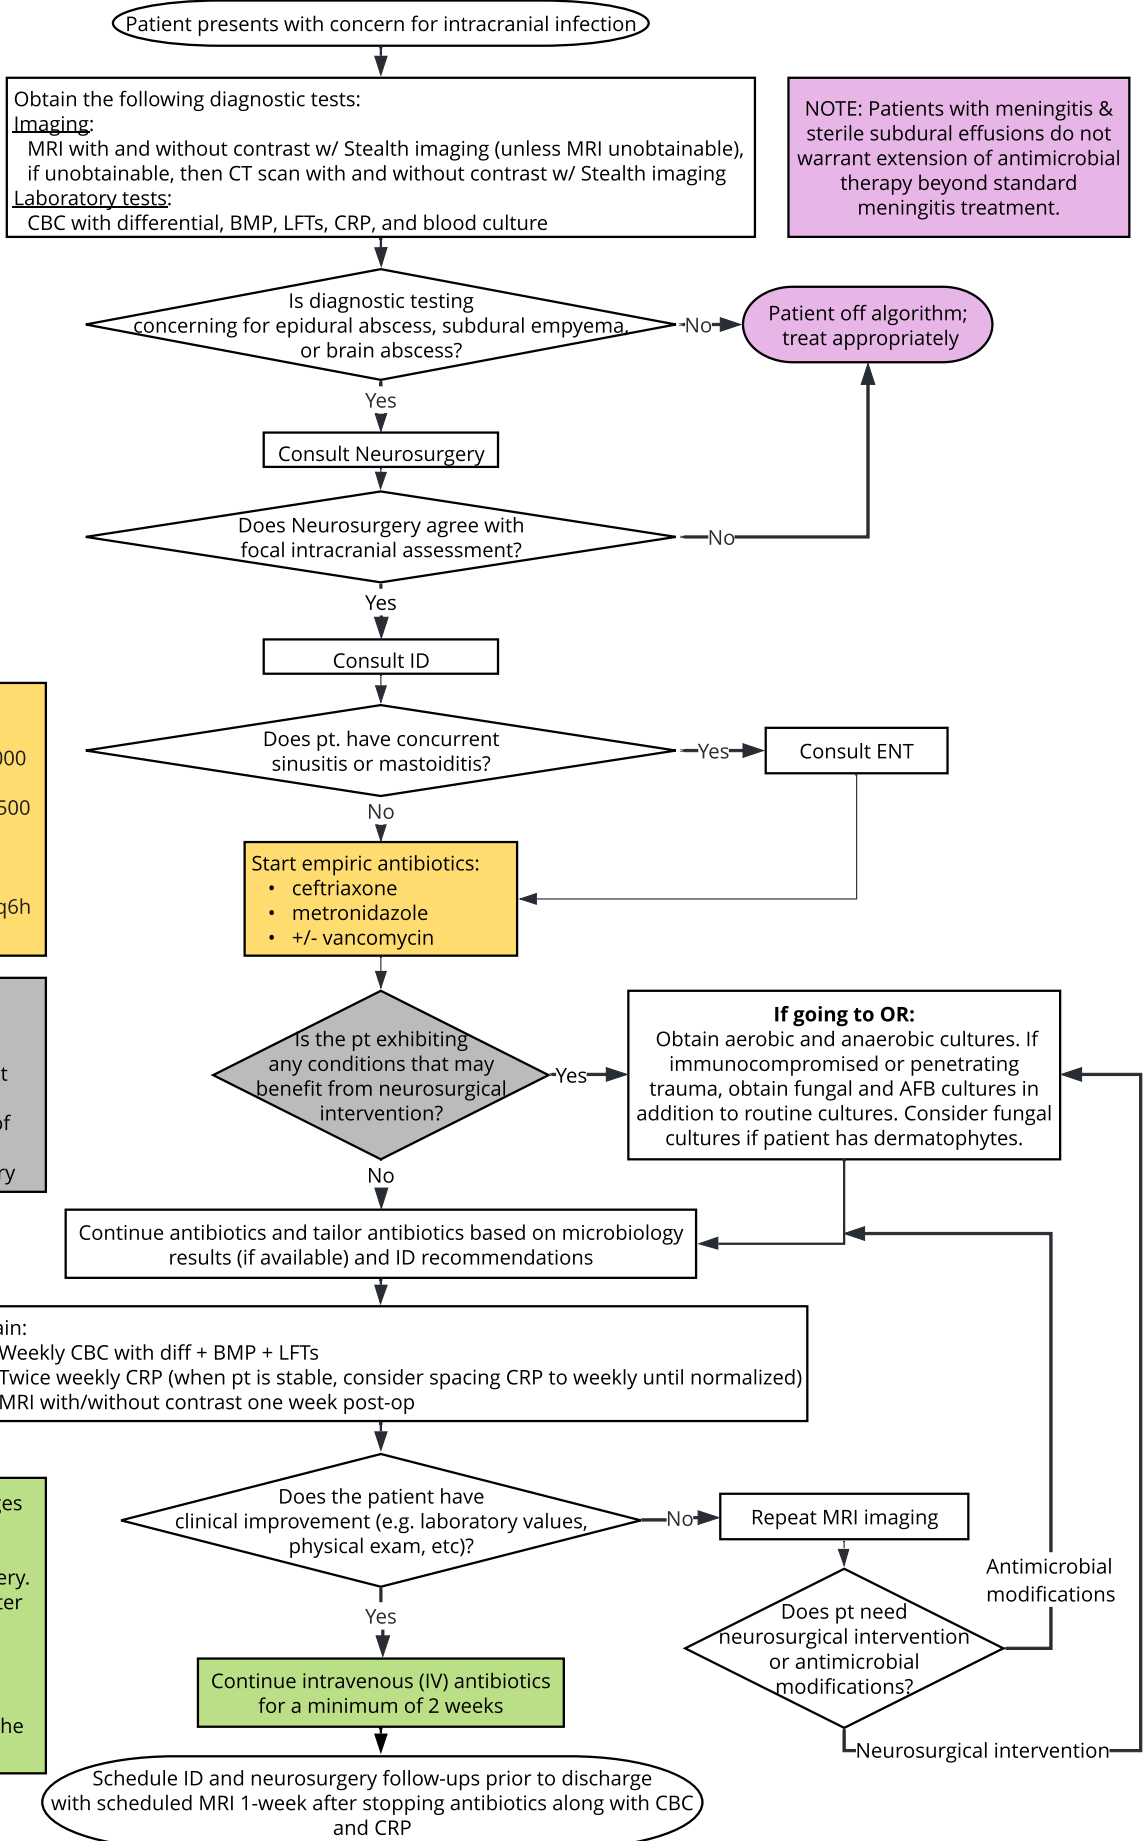 Patient presents with concern for intracranial infection
Obtain the following diagnostic tests:
Imaging:
MRI with and without contrast w/ Stealth imaging (unless MRI unobtainable),
if unobtainable, then CT scan with and without contrast w/ Stealth imaging
Laboratory tests:
CBC with differential, BMP, LFTs, CRP, and blood culture
NOTE: Patients with meningitis &
sterile subdural effusions do not
warrant extension of antimicrobial
therapy beyond standard
meningitis treatment.
Is diagnostic testing
concerning for epidural abscess, subdural empyema,
or brain abscess?
No
Patient off algorithm;
treat appropriately
Yes
Consult Neurosurgery
Does Neurosurgery agree with
focal intracranial assessment?
No
Yes
Consult ID
Does pt. have concurrent
sinusitis or mastoiditis?
Yes
Consult ENT
No
000
500
q6h
Start empiric antibiotics:
• ceftriaxone
• metronidazole
• +/- vancomycin
t
of
ry
Is the pt exhibiting
any conditions that may
benefit from neurosurgical
intervention?
Yes
If going to OR:
Obtain aerobic and anaerobic cultures. If
immunocompromised or penetrating
trauma, obtain fungal and AFB cultures in
addition to routine cultures. Consider fungal
cultures if patient has dermatophytes.
No
Continue antibiotics and tailor antibiotics based on microbiology
results (if available) and ID recommendations
ain:
Weekly CBC with diff + BMP + LFTs
Twice weekly CRP (when pt is stable, consider spacing CRP to weekly until normalized)
MRI with/without contrast one week post-op
Does the patient have
clinical improvement (e.g. laboratory values,
physical exam, etc)?
No
Repeat MRI imaging
Antimicrobial
modifications
Does pt need
neurosurgical intervention
or antimicrobial
modifications?
Neurosurgical intervention
Yes
ges
ery.
ter
he
Continue intravenous (IV) antibiotics
for a minimum of 2 weeks
Schedule ID and neurosurgery follow-ups prior to discharge
with scheduled MRI 1-week after stopping antibiotics along with CBC
and CRP